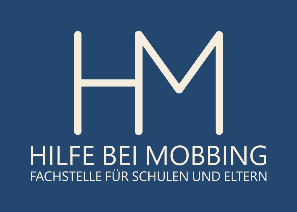 HM
HILFE BEI MOBBING
FACHSTELLE FÜR SCHULEN UND ELTERN